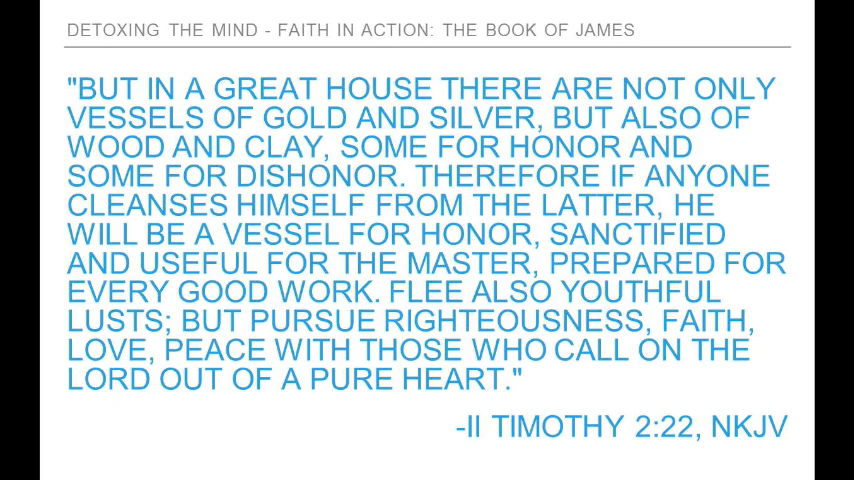 DETOXING THE MIND - FAITH IN ACTION: THE BOOK OF JAMES
"BUT IN A GREAT HOUSE THERE ARE NOT ONLY
VESSELS OF GOLD AND SILVER, BUT ALSO OF
WOOD AND CLAY, SOME FOR HONOR AND
SOME FOR DISHONOR. THEREFORE IF ANYONE
CLEANSES HIMSELF FROM THE LATTER, HE
WILL BE A VESSEL FOR HONOR, SANCTIFIED
AND USEFUL FOR THE MASTER, PREPARED FOR
EVERY GOOD WORK. FLEE ALSO YOUTHFUL
LUSTS; BUT PURSUE RIGHTEOUSNESS, FAITH,
LOVE, PEACE WITH THOSE WHO CALL ON THE
LORD OUT OF A PURE HEART."
-II TIMOTHY 2:22, NKJV